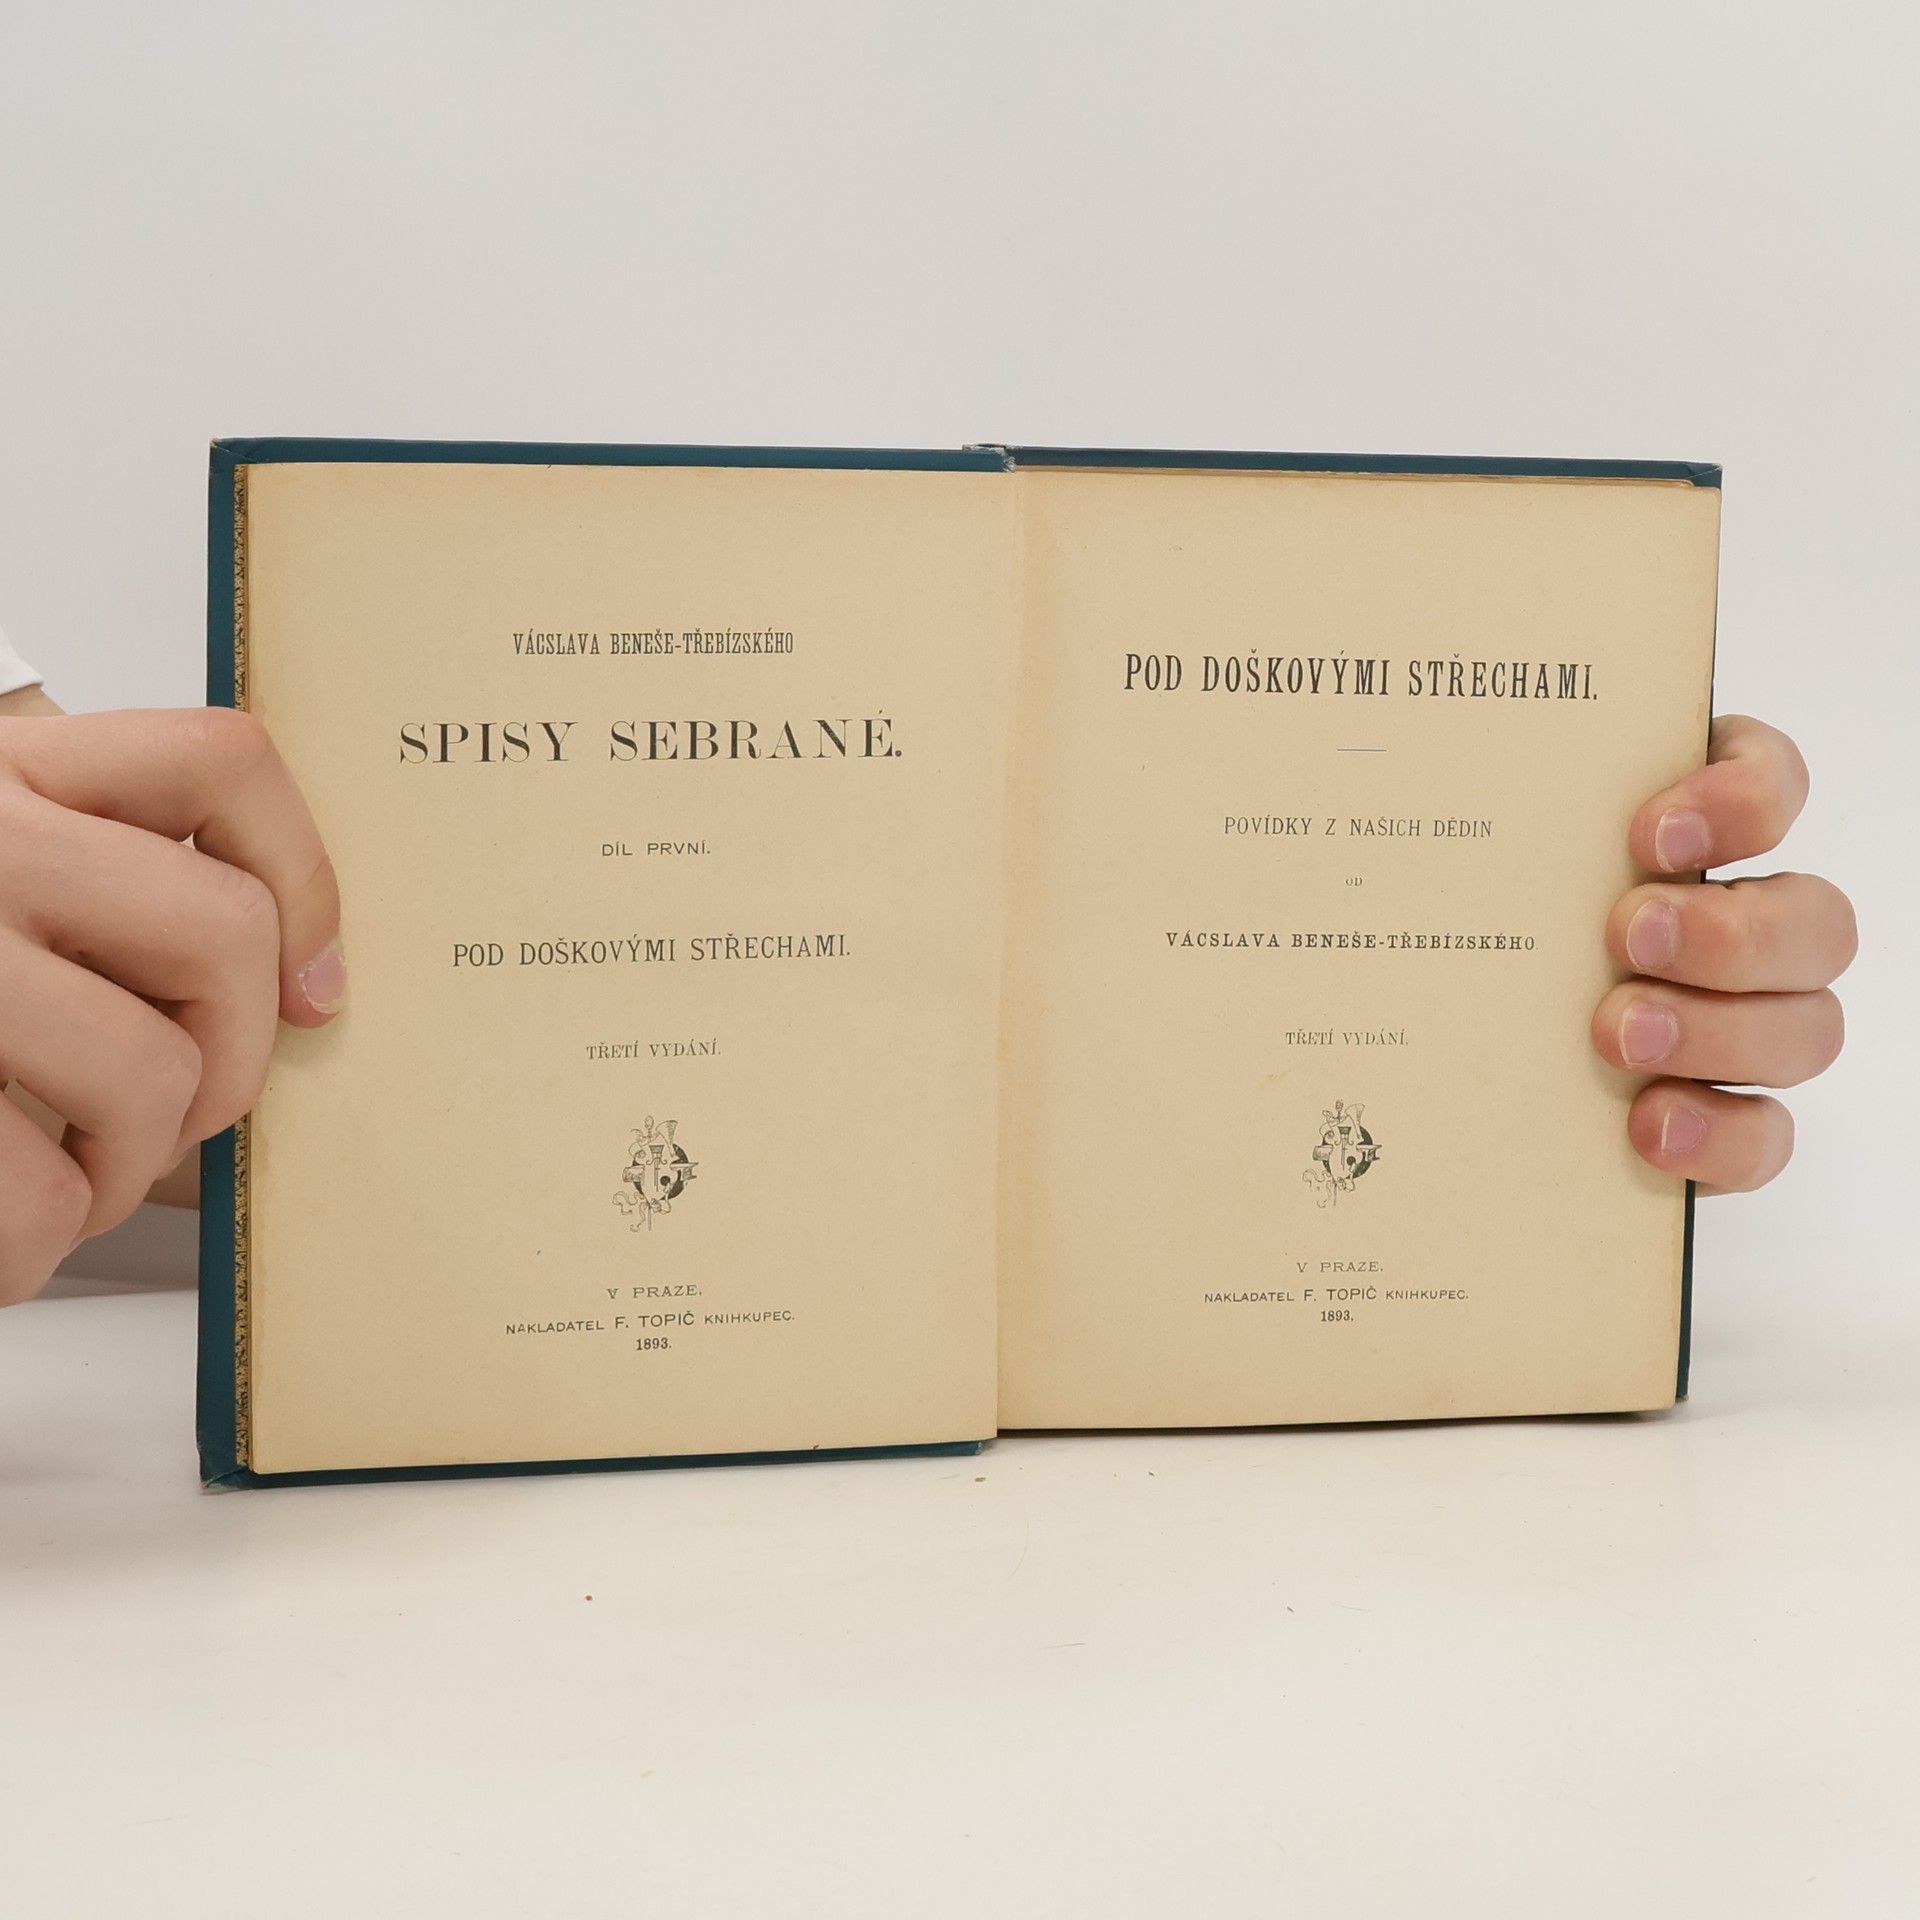 VÁCSLAVA BENEŠE-TŘEBÍZSKÉHO
SPISY SEBRANÉ.
DÍL PRVNÍ.
POD DOŠKOVÝMI STŘECHAMI.
TŘETÍ VYDÁNÍ.
V PRAZE.
NAKLADATEL F. TOPIČ KNIHKUPEC.
1893.
POD DOŠKOVÝMI STŘECHAMI.
POVÍDKY Z NAŠICH DĚDIN
OD
VÁCSLAVA BENEŠE-TŘEBÍZSKÉHO.
TŘETÍ VYDÁNÍ.
V PRAZE.
NAKLADATEL F. TOPIČ KNIHKUPEC.
1893.